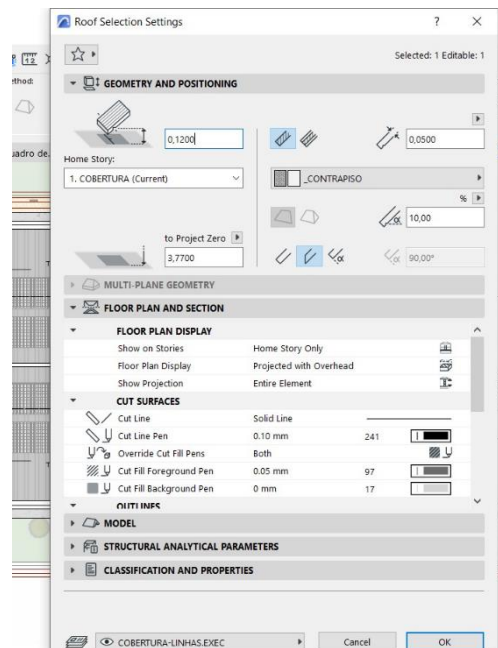 Roof Selection Settings ? ×
Selected: 1 Editable: 1
GEOMETRY AND POSITIONING
0,1200
0,0500
Home Story:
1. COBERTURA (Current)
_CONTRAPISO
%
10,00
to Project Zero
3,7700
90,00°
MULTI-PLANE GEOMETRY
FLOOR PLAN AND SECTION
FLOOR PLAN DISPLAY
Show on Stories Home Story Only
Floor Plan Display Projected with Overhead
Show Projection Entire Element
CUT SURFACES
Cut Line Solid Line
Cut Line Pen 0.10 mm 241
Override Cut Fill Pens Both
Cut Fill Foreground Pen 0.05 mm 97
Cut Fill Background Pen 0 mm 17
OUTLINES
MODEL
STRUCTURAL ANALYTICAL PARAMETERS
CLASSIFICATION AND PROPERTIES
COBERTURA-LINHAS.EXEC Cancel OK
12
thod:
uadro de.